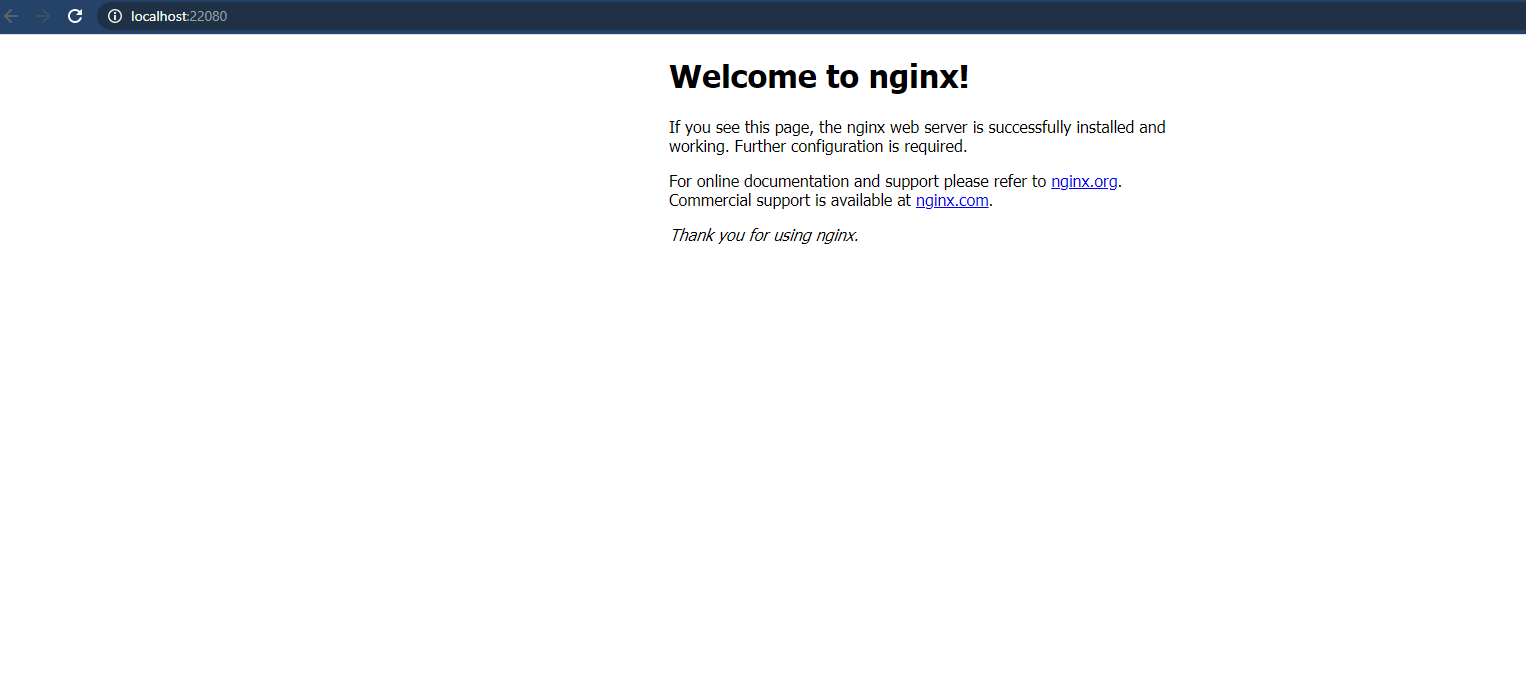 localhost:22080
Welcome to nginx!
If you see this page, the nginx web server is successfully installed and
working. Further configuration is required.
For online documentation and support please refer to nginx.org.
Commercial support is available at nginx.com.
Thank you for using nginx.